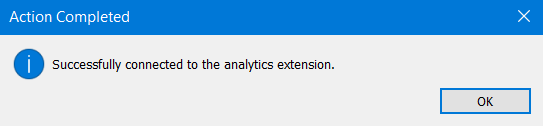 Action Completed
Successfully connected to the analytics extension.
OK